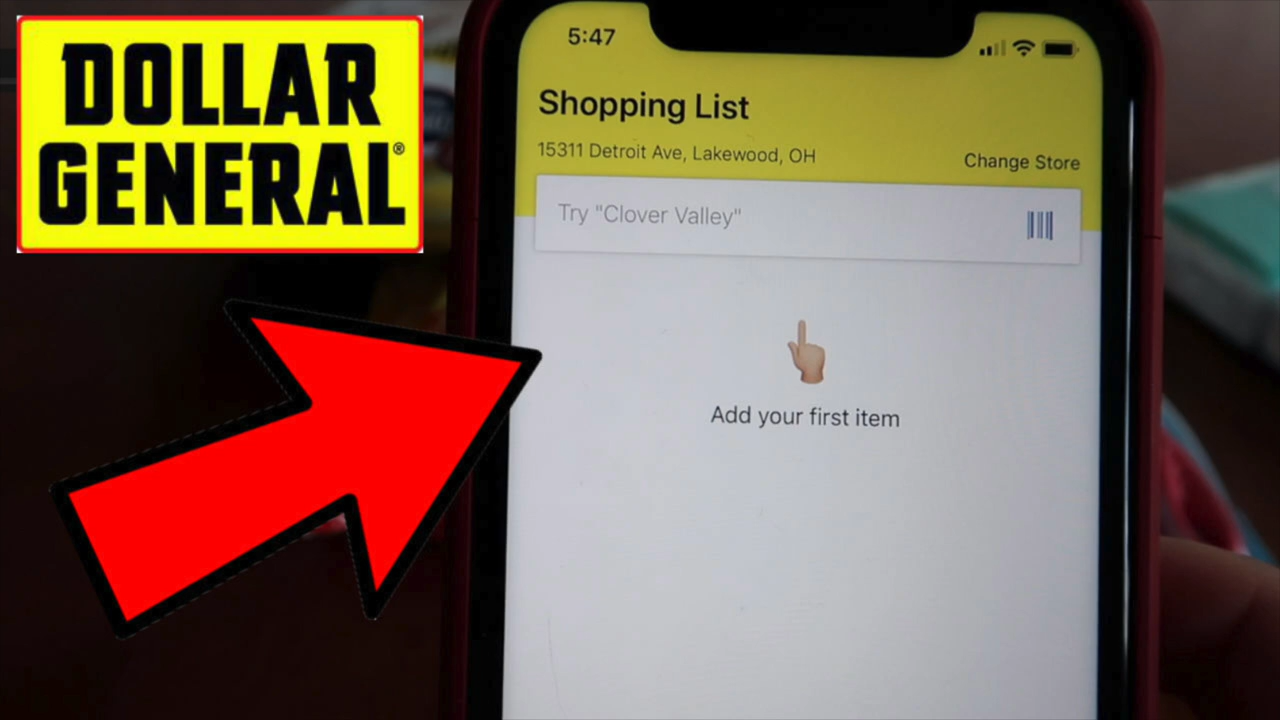 DOLLAR
GENERAL®
5:47
Shopping List
15311 Detroit Ave, Lakewood, OH
Change Store
Try "Clover Valley"
Add your first item